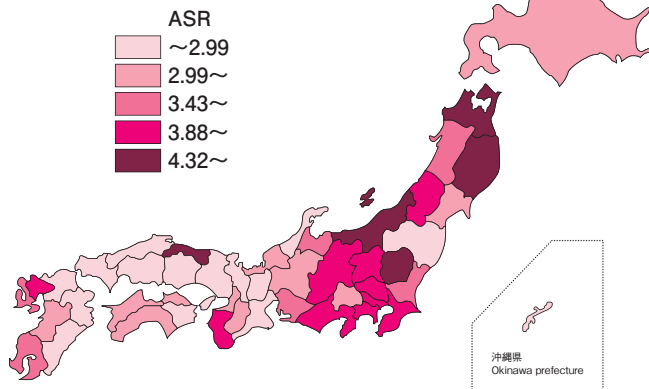 ASR
～2.99
2.99～
3.43～
3.88～
4.32～
沖縄県
Okinawa prefecture